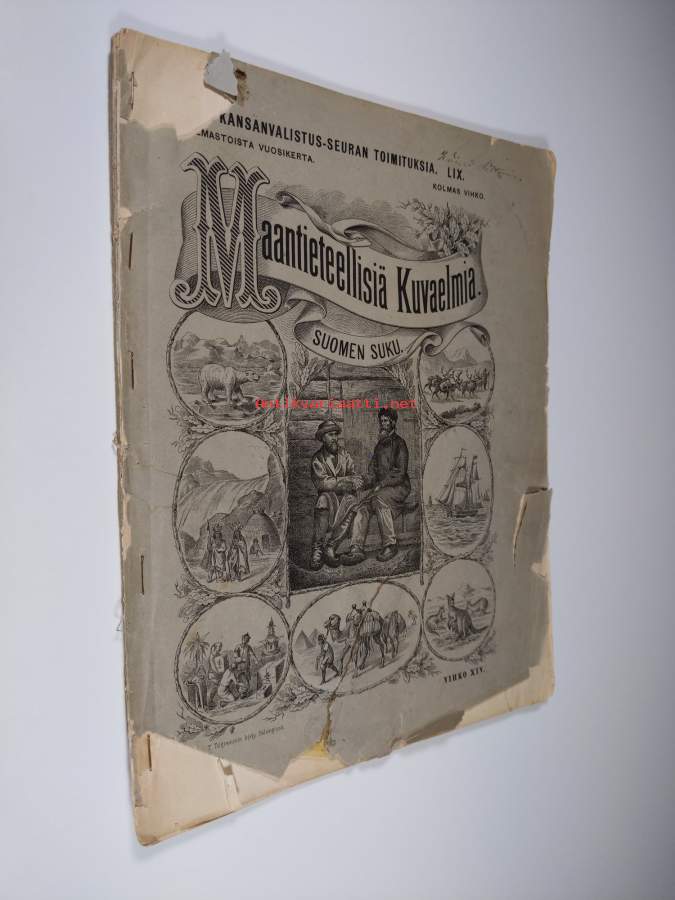 KANSANVALISTUS-SEURAN TOIMITUKSIA. LIX.
MASTOISTA VUOSIKERTA.
KOLMAS VIHKO.
Maantieteellisiä Kuvaelmia.
SUOMEN SUKU.
antikvariaatti.net
VIHKO XIV.